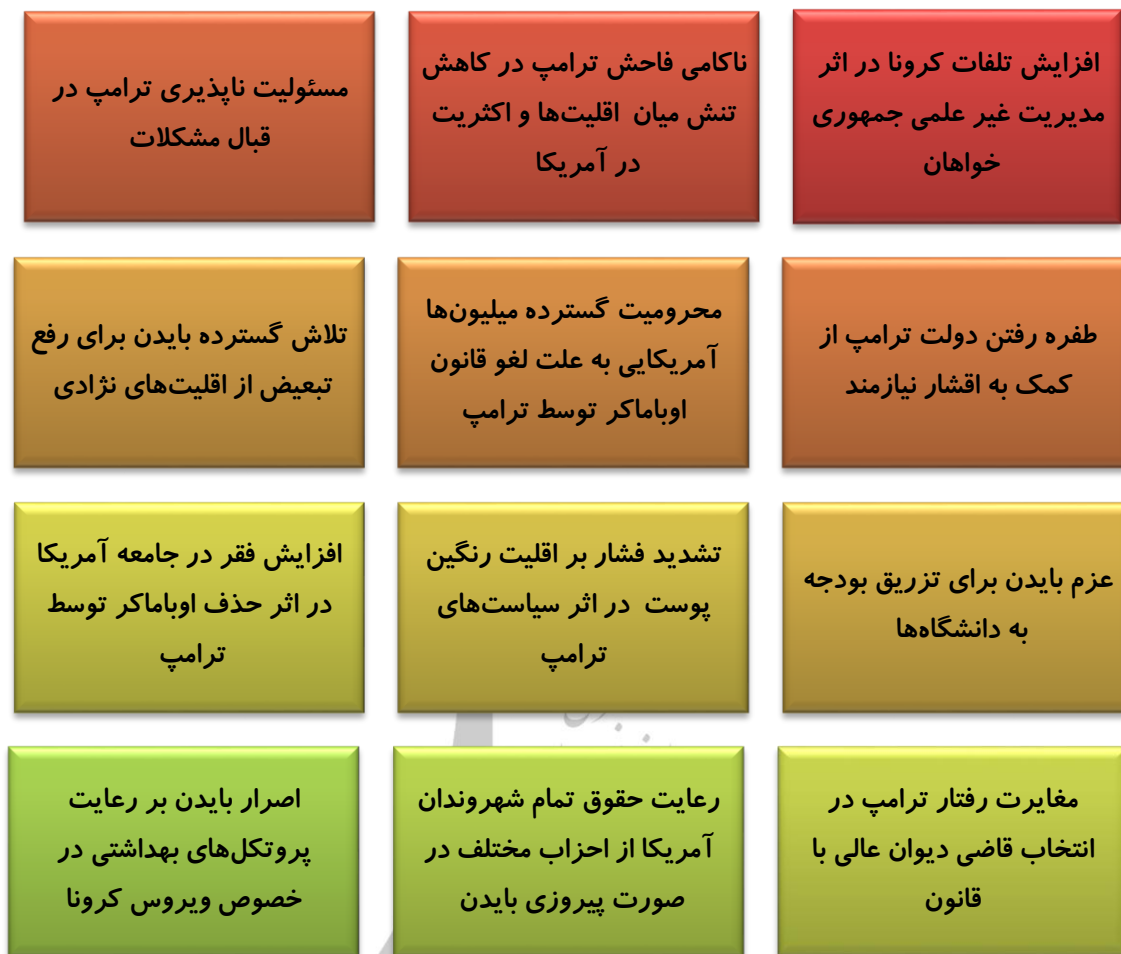 افزایش تلفات کرونا در اثر
مدیریت غیر علمی جمهوری
خواهان
ناکامی فاحش ترامپ در کاهش
تنش میان اقلیت‌ها و اکثریت
در آمریکا
مسئولیت ناپذیری ترامپ در
قبال مشکلات
طفره رفتن دولت ترامپ از
کمک به اقشار نیازمند
محرومیت گسترده میلیون‌ها
آمریکایی به علت لغو قانون
اوباماکر توسط ترامپ
تلاش گسترده بایدن برای رفع
تبعیض از اقلیت‌های نژادی
عزم بایدن برای تزریق بودجه
به دانشگاه‌ها
تشدید فشار بر اقلیت رنگین
پوست در اثر سیاست‌های
ترامپ
افزایش فقر در جامعه آمریکا
در اثر حذف اوباماکر توسط
ترامپ
مغایرت رفتار ترامپ در
انتخاب قاضی دیوان عالی با
قانون
رعایت حقوق تمام شهروندان
آمریکا از احزاب مختلف در
صورت پیروزی بایدن
اصرار بایدن بر رعایت
پروتکل‌های بهداشتی در
خصوص ویروس کرونا